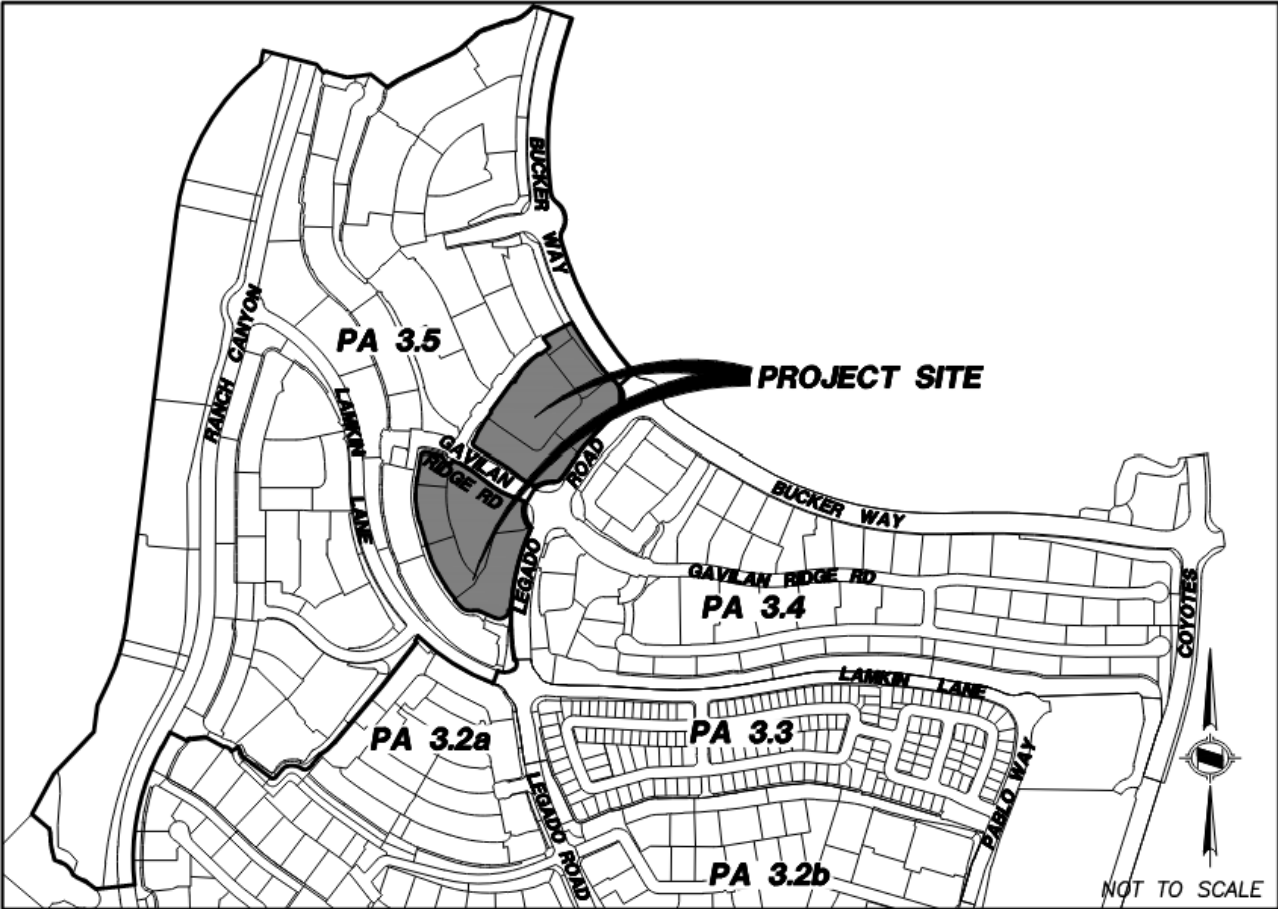 BUCKER WAY
RANCH CANYON
PA 3.5
LAMKIN LANE
PROJECT SITE
GAVILAN
RIDGE RD
ROAD
LEGADO
BUCKER WAY
GAVILAN RIDGE RD
PA 3.4
COYOTES
LAMKIN LANE
PA 3.2a
PA 3.3
LEGADO ROAD
PABLO WAY
PA 3.2b
NOT TO SCALE